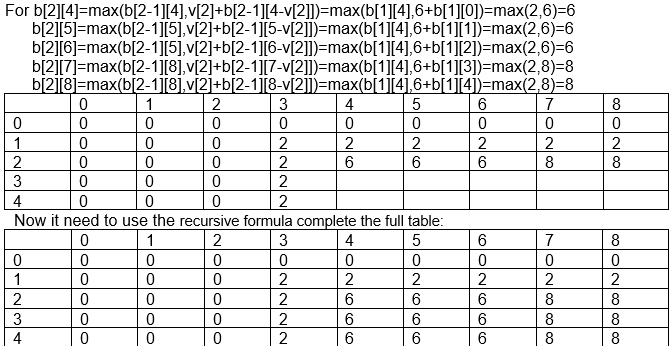 For b[2][4]=max(b[2-1][4],v[2]+b[2-1][4-v[2]])=max(b[1][4],6+b[1][0])=max(2,6)=6
b[2][5]=max(b[2-1][5],v[2]+b[2-1][5-v[2]])=max(b[1][4],6+b[1][1])=max(2,6)=6
b[2][6]=max(b[2-1][5],v[2]+b[2-1][6-v[2]])=max(b[1][4],6+b[1][2])=max(2,6)=6
b[2][7]=max(b[2-1][8],v[2]+b[2-1][7-v[2]])=max(b[1][4],6+b[1][3])=max(2,8)=8
b[2][8]=max(b[2-1][8],v[2]+b[2-1][8-v[2]])=max(b[1][4],6+b[1][4])=max(2,8)=8
0 1 2 3 4 5 6 7 8
0 0 0 0 0 0 0 0 0 0
1 0 0 0 2 2 2 2 2 2
2 0 0 0 2 6 6 6 8 8
3 0 0 0 2
4 0 0 0 2
Now it need to use the recursive formula complete the full table:
0 1 2 3 4 5 6 7 8
0 0 0 0 0 0 0 0 0 0
1 0 0 0 2 2 2 2 2 2
2 0 0 0 2 6 6 6 8 8
3 0 0 0 2 6 6 6 8 8
4 0 0 0 2 6 6 6 8 8